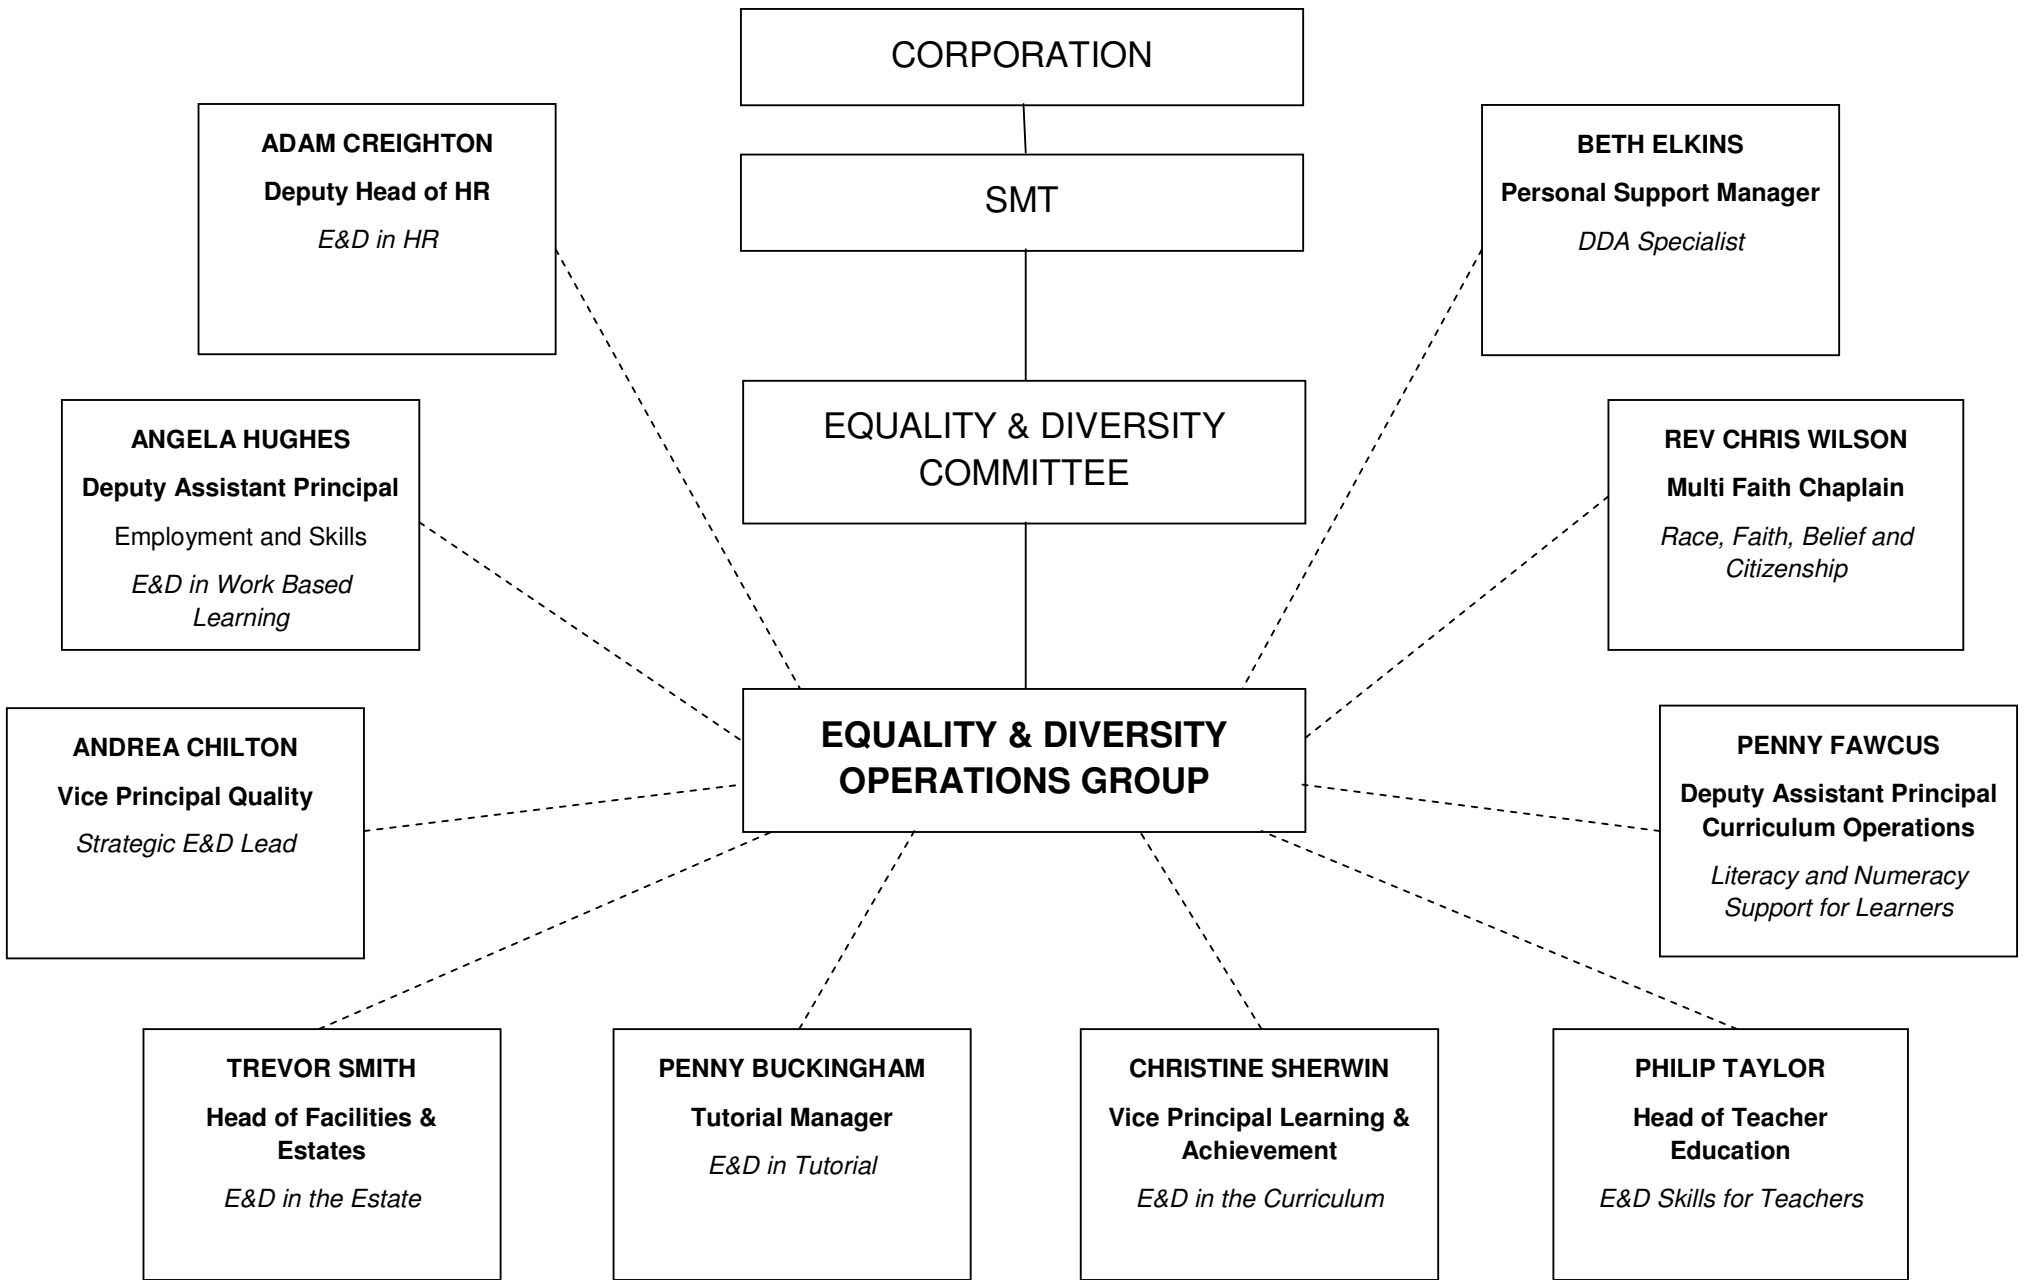 CORPORATION
ADAM CREIGHTON
Deputy Head of HR
E&D in HR
BETH ELKINS
Personal Support Manager
DDA Specialist
SMT
EQUALITY & DIVERSITY
COMMITTEE
ANGELA HUGHES
Deputy Assistant Principal
Employment and Skills
E&D in Work Based
Learning
REV CHRIS WILSON
Multi Faith Chaplain
Race, Faith, Belief and
Citizenship
EQUALITY & DIVERSITY
OPERATIONS GROUP
ANDREA CHILTON
Vice Principal Quality
Strategic E&D Lead
PENNY FAWCUS
Deputy Assistant Principal
Curriculum Operations
Literacy and Numeracy
Support for Learners
TREVOR SMITH
Head of Facilities &
Estates
E&D in the Estate
PENNY BUCKINGHAM
Tutorial Manager
E&D in Tutorial
CHRISTINE SHERWIN
Vice Principal Learning &
Achievement
E&D in the Curriculum
PHILIP TAYLOR
Head of Teacher
Education
E&D Skills for Teachers